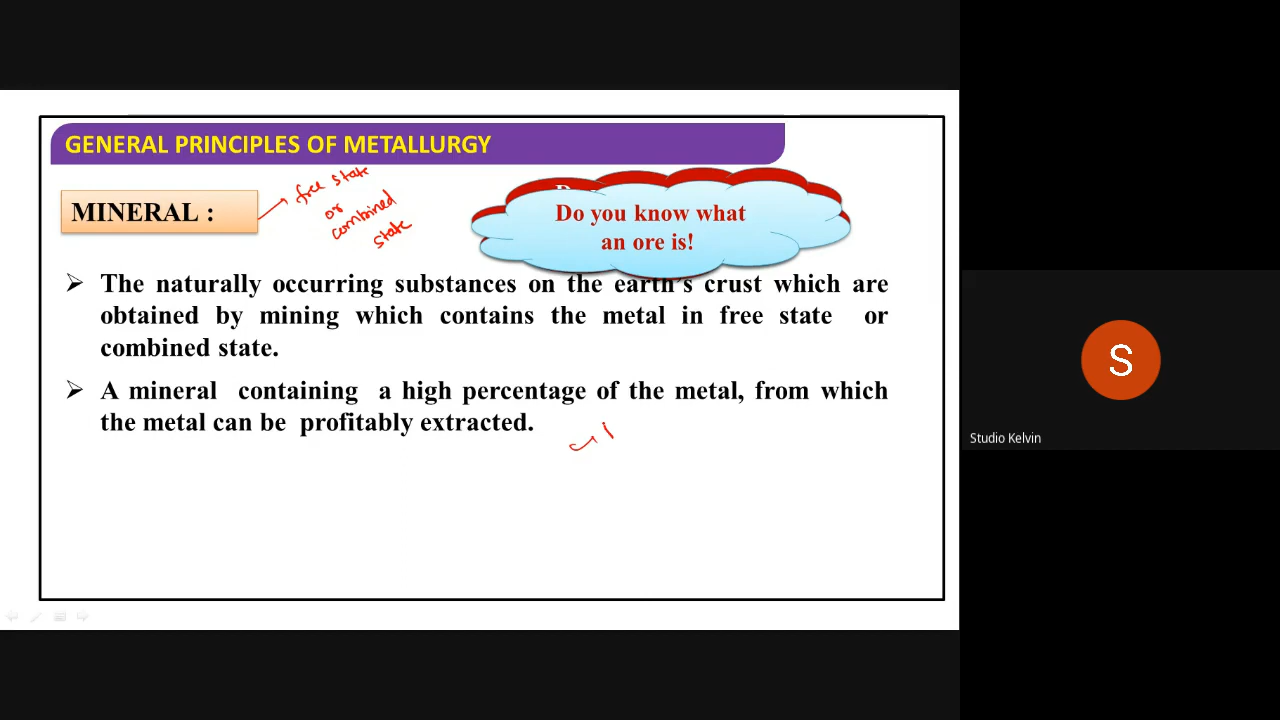 GENERAL PRINCIPLES OF METALLURGY
MINERAL :
free state
or
combined
state
Do you know what
an ore is!
➢ The naturally occurring substances on the earth's crust which are
obtained by mining which contains the metal in free state or
combined state.
➢ A mineral containing a high percentage of the metal, from which
the metal can be profitably extracted.
S
Studio Kelvin